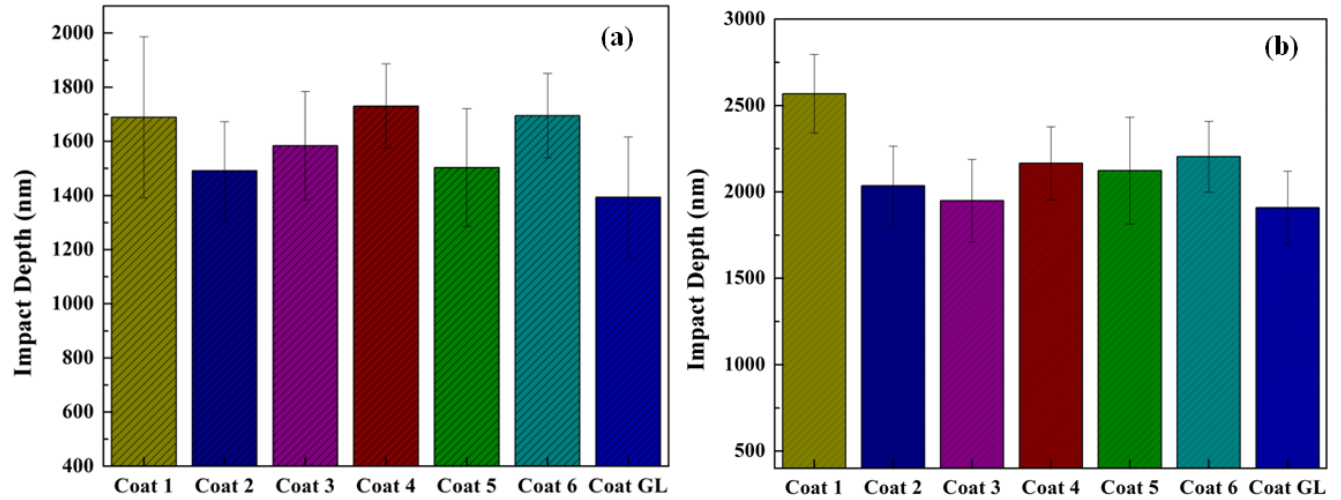 (a)
Impact Depth (nm)
2000
1800
1600
1400
1200
1000
800
600
400
Coat 1 Coat 2 Coat 3 Coat 4 Coat 5 Coat 6 Coat GL
(b)
Impact Depth (nm)
3000
2500
2000
1500
1000
500
Coat 1 Coat 2 Coat 3 Coat 4 Coat 5 Coat 6 Coat GL